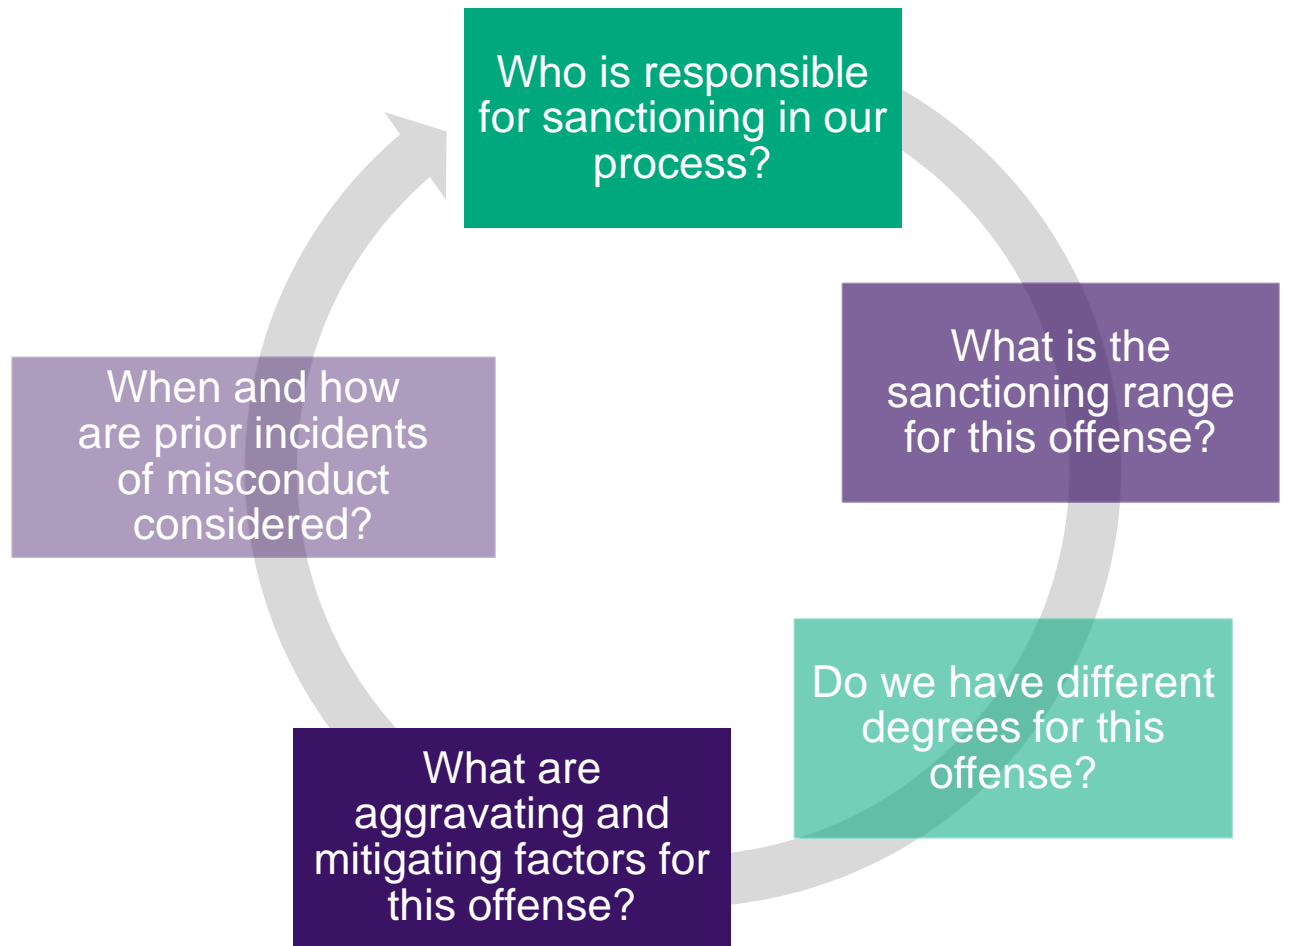 Who is responsible
for sanctioning in our
process?
What is the
sanctioning range
for this offense?
Do we have different
degrees for this
offense?
What are
aggravating and
mitigating factors for
this offense?
When and how
are prior incidents
of misconduct
considered?